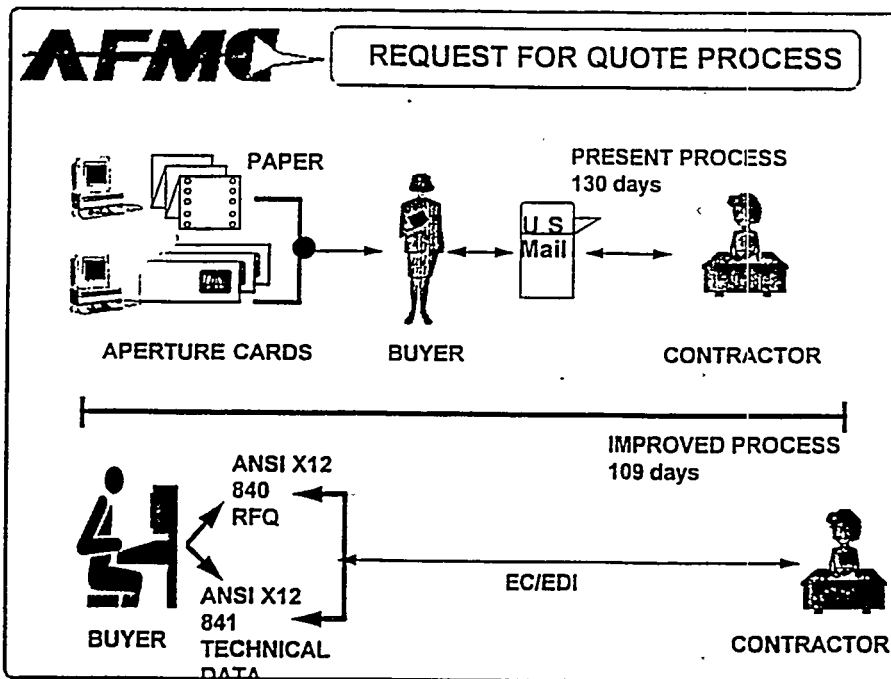 AFMC
REQUEST FOR QUOTE PROCESS
PAPER
PRESENT PROCESS
130 days
U S
Mail
APERTURE CARDS
BUYER
CONTRACTOR
IMPROVED PROCESS
109 days
ANSI X12
840
RFQ
EC/EDI
ANSI X12
841
TECHNICAL
DATA
BUYER
CONTRACTOR